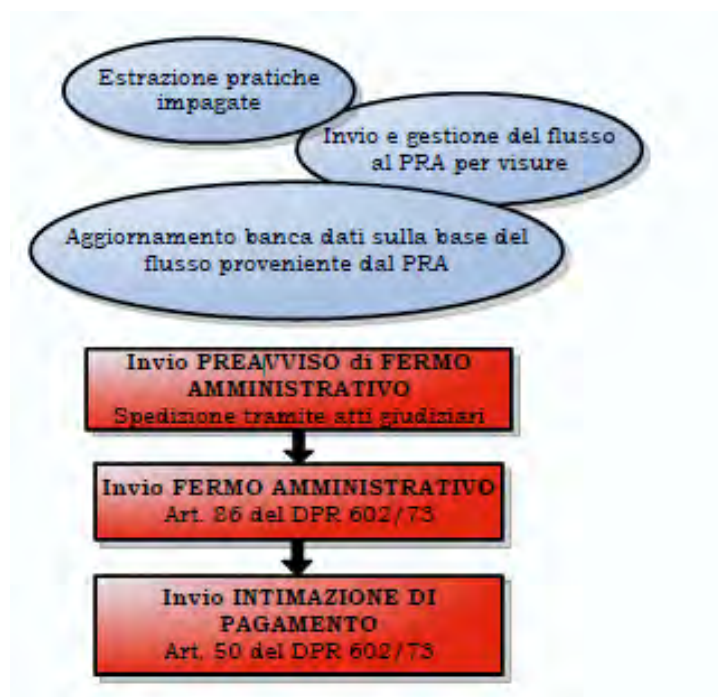 Estrazione pratiche
impagate
Invio e gestione del flusso
al PRA per visure
Aggiornamento banca dati sulla base del
flusso proveniente dal PRA
Invio PREAVVISO di FERMO
AMMINISTRATIVO
Spedizione tramite atti giudiziari
Invio FERMO AMMINISTRATIVO
Art. 86 del DPR 602/73
Invio INTIMAZIONE DI
PAGAMENTO
Art. 50 del DPR 602/73